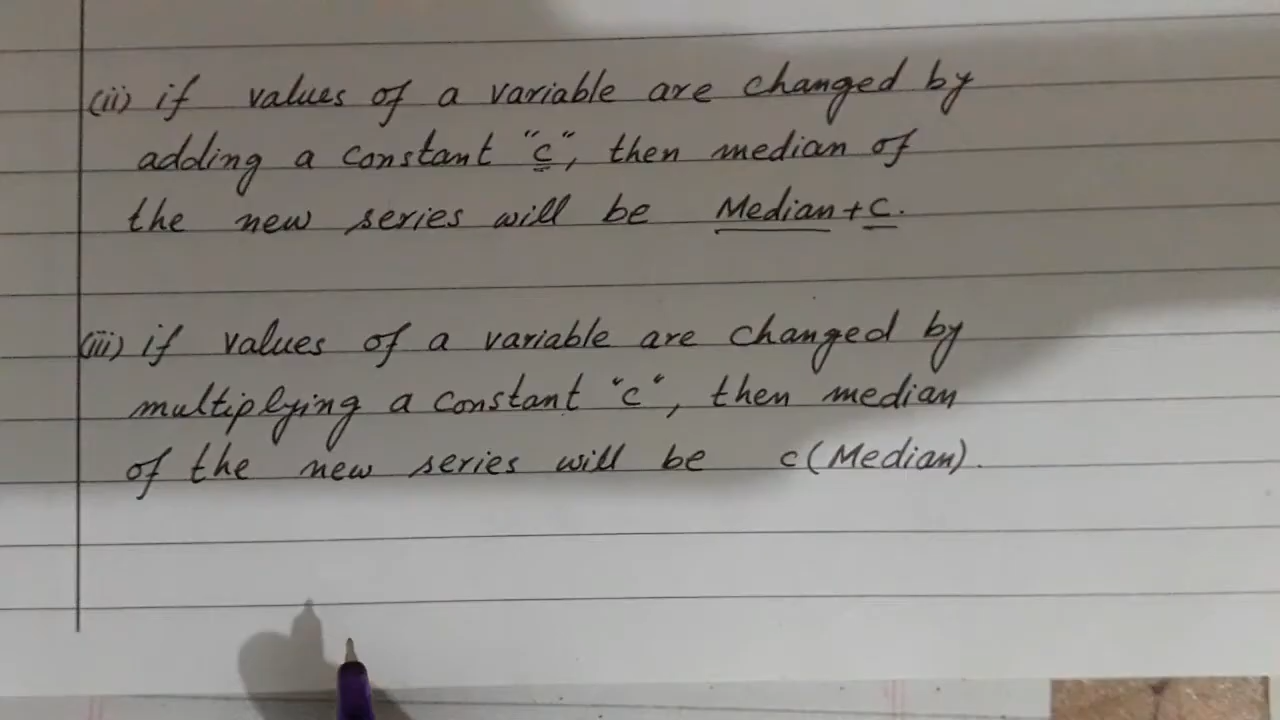 (ii) if values of a variable are changed by
adding a constant "c", then median of
the new series will be Median + c.
(iii) if values of a variable are changed by
multiplying a constant "c", then median
of the new series will be c(Median).